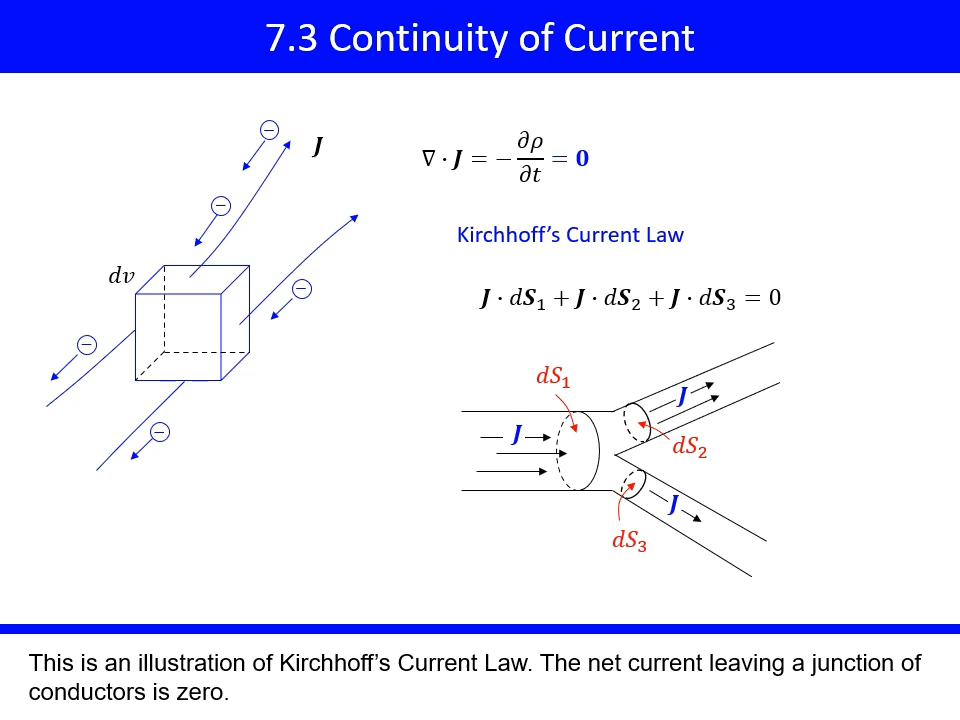 7.3 Continuity of Current
J
∇ · J = − ∂ρ/∂t = 0
Kirchhoff’s Current Law
dv
J · dS₁ + J · dS₂ + J · dS₃ = 0
dS₁
J
J
dS₂
J
dS₃
This is an illustration of Kirchhoff’s Current Law. The net current leaving a junction of
conductors is zero.